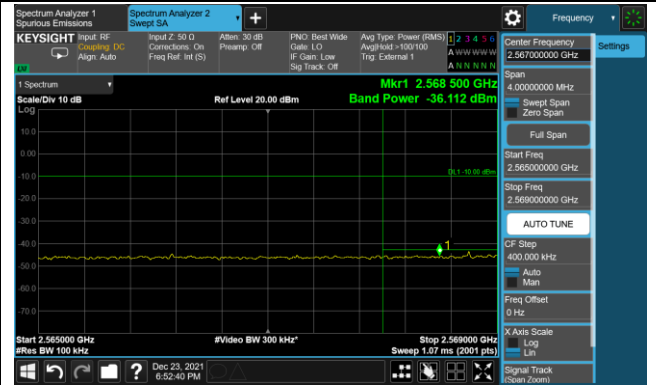 Spectrum Analyzer 1
Spurious Emissions
Spectrum Analyzer 2
Swept SA
Frequency
KEYSIGHT
Input: RF
Coupling: DC
Align: Auto
Input Z: 50 Ω
Corrections: On
Freq Ref: Int (S)
Atten: 30 dB
Preamp: Off
PNO: Best Wide
Gate: LO
IF Gain: Low
Sig Track: Off
Avg Type: Power (RMS)
Avg|Hold:>100/100
Trig: External 1
1 2 3 4 5 6
A W W W W W
A N N N N N
LXI
1 Spectrum
Scale/Div 10 dB
Log
Ref Level 20.00 dBm
Mkr1 2.568 500 GHz
Band Power -36.112 dBm
10.0
0.00
-10.0
-20.0
-30.0
-40.0
-50.0
-60.0
-70.0
DL1 -10.00 dBm
1
Start 2.565000 GHz
#Res BW 100 kHz
#Video BW 300 kHz*
Stop 2.569000 GHz
Sweep 1.07 ms (2001 pts)
Center Frequency
2.567000000 GHz
Settings
Span
4.00000000 MHz
Swept Span
Zero Span
Full Span
Start Freq
2.565000000 GHz
Stop Freq
2.569000000 GHz
AUTO TUNE
CF Step
400.000 kHz
Auto
Man
Freq Offset
0 Hz
X Axis Scale
Log
Lin
Signal Track
(Span Zoom)
?
Dec 23, 2021
6:52:40 PM